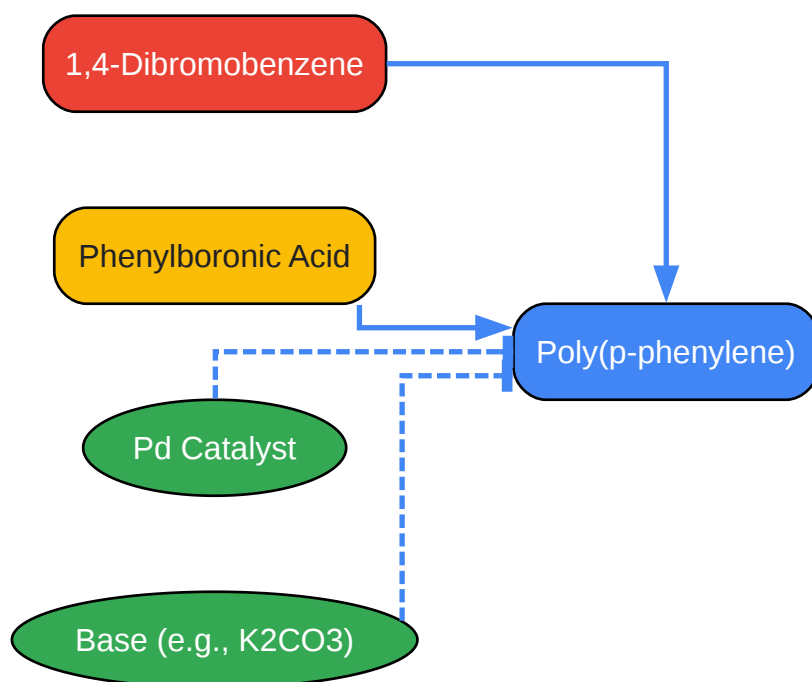 1,4-Dibromobenzene
Phenylboronic Acid
Poly(p-phenylene)
Pd Catalyst
Base (e.g., K2CO3)